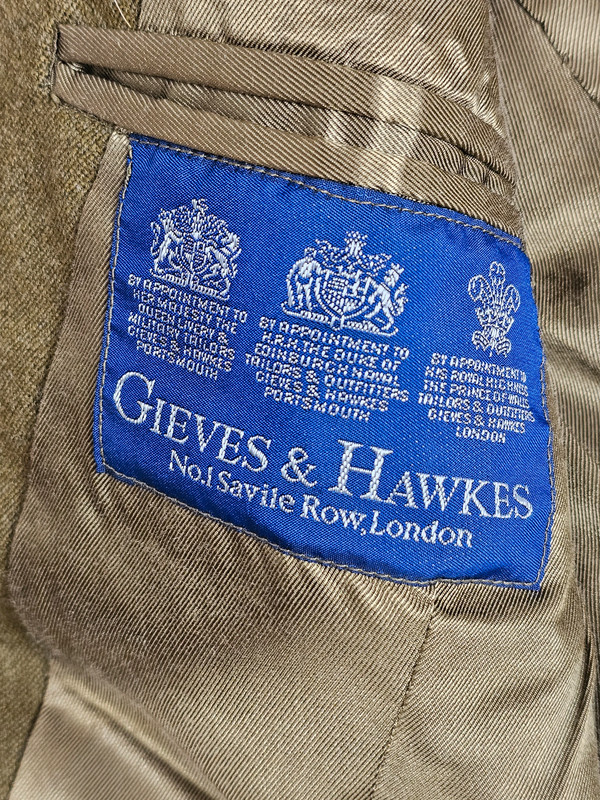 BY APPOINTMENT TO
HER MAJESTY THE
QUEEN LIVERY &
MILITARY TAILORS
GIEVES & HAWKES
PORTSMOUTH
BY APPOINTMENT TO
H.R.H. THE DUKE OF
EDINBURGH NAVAL
TAILORS & OUTFITTERS
GIEVES & HAWKES
PORTSMOUTH
BY APPOINTMENT TO
HIS ROYAL HIGHNESS
THE PRINCE OF WALES
TAILORS & OUTFITTERS
GIEVES & HAWKES
LONDON
GIEVES & HAWKES
No.1 Savile Row, London